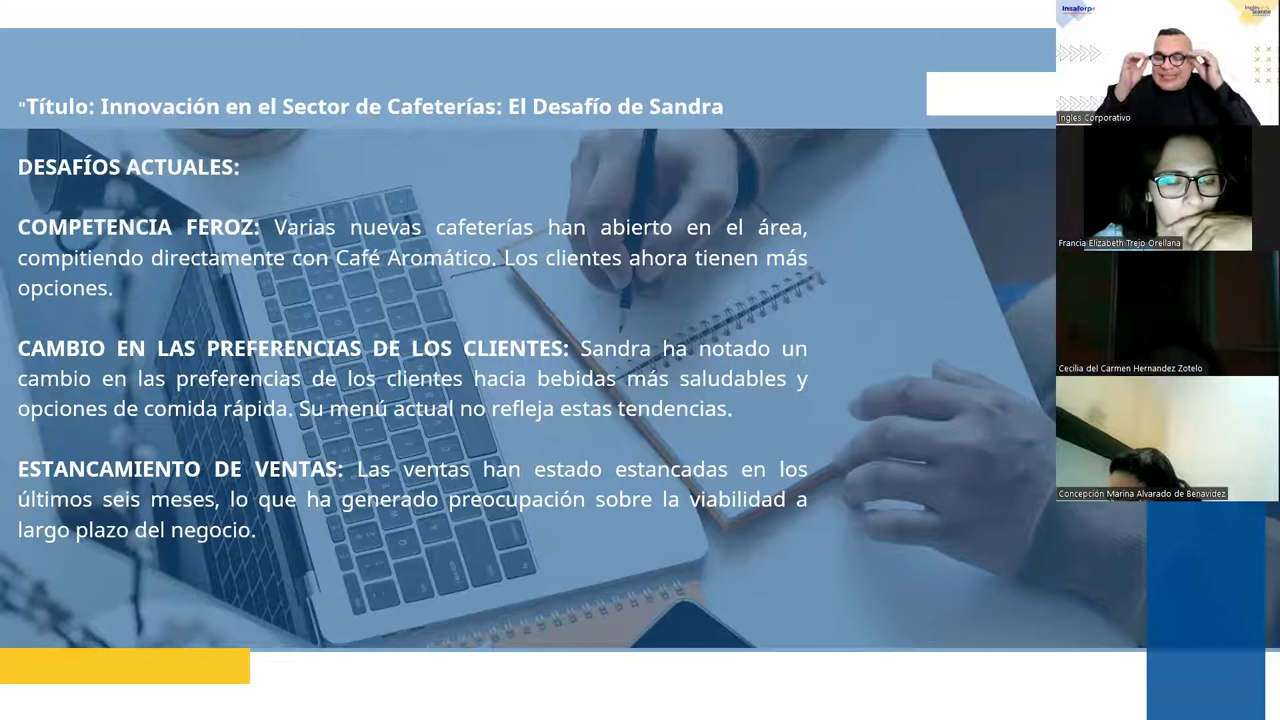 "Título: Innovación en el Sector de Cafeterías: El Desafío de Sandra
DESAFÍOS ACTUALES:
COMPETENCIA FEROZ: Varias nuevas cafeterías han abierto en el área,
compitiendo directamente con Café Aromático. Los clientes ahora tienen más
opciones.
CAMBIO EN LAS PREFERENCIAS DE LOS CLIENTES: Sandra ha notado un
cambio en las preferencias de los clientes hacia bebidas más saludables y
opciones de comida rápida. Su menú actual no refleja estas tendencias.
ESTANCAMIENTO DE VENTAS: Las ventas han estado estancadas en los
últimos seis meses, lo que ha generado preocupación sobre la viabilidad a
largo plazo del negocio.
Insaforp
Ingles Corporativo
Francia Elizabeth Trejo Orellana
Cecilia del Carmen Hernandez Zotelo
Concepción Marina Alvarado de Benavidez